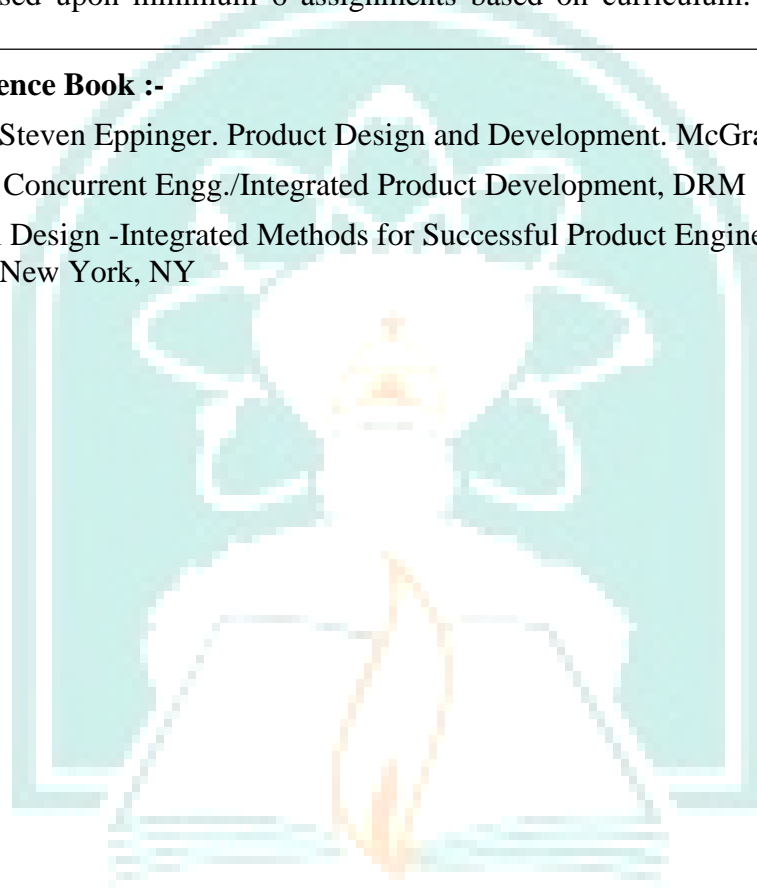 sed upon minimum 6 assignments based on curriculum.
ence Book :-
Steven Eppinger. Product Design and Development. McGra
Concurrent Engg./Integrated Product Development, DRM
Design -Integrated Methods for Successful Product Engine
New York, NY